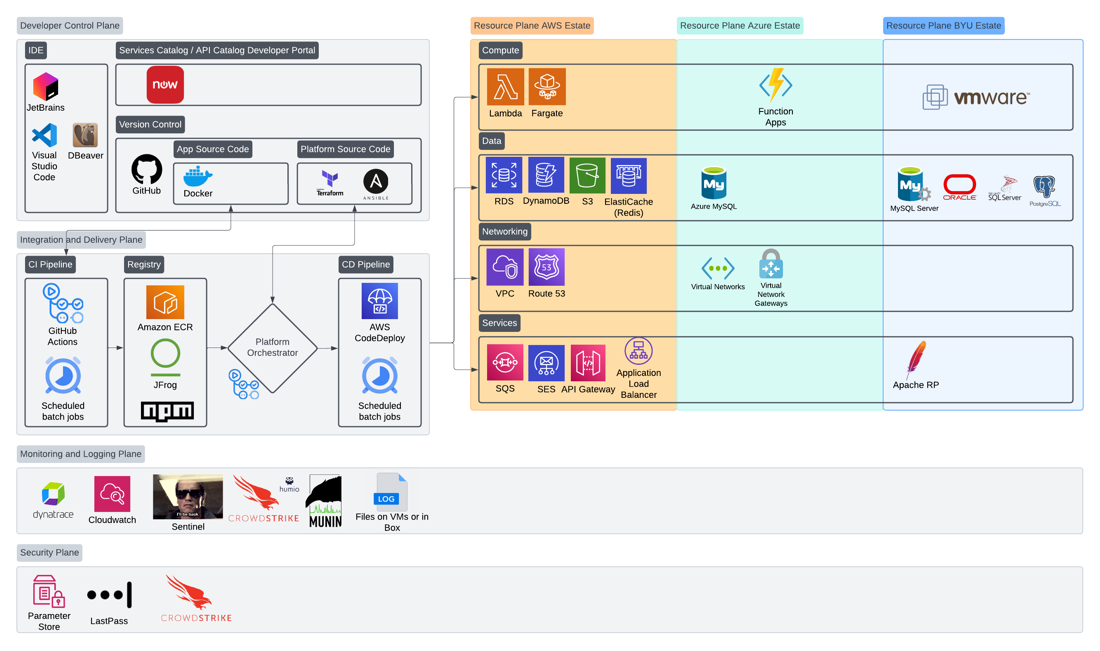 Developer Control Plane
IDE
JetBrains
Visual
Studio
Code
DBeaver
Services Catalog / API Catalog Developer Portal
now
Version Control
GitHub
App Source Code
Docker
Platform Source Code
Terraform
ANSIBLE
Integration and Delivery Plane
CI Pipeline
GitHub
Actions
Scheduled
batch jobs
Registry
Amazon ECR
JFrog
npm
Platform
Orchestrator
CD Pipeline
AWS
CodeDeploy
Scheduled
batch jobs
Resource Plane AWS Estate
Resource Plane Azure Estate
Resource Plane BYU Estate
Compute
Lambda
Fargate
Function
Apps
vmware
Data
RDS
DynamoDB
S3
ElastiCache
(Redis)
My
Azure MySQL
My
MySQL Server
ORACLE
SQL Server
PostgreSQL
Networking
VPC
53
Route 53
Virtual Networks
Virtual
Network
Gateways
Services
SQS
SES
API Gateway
Application
Load
Balancer
Apache RP
Monitoring and Logging Plane
dynatrace
Cloudwatch
I'll be back
Sentinel
CROWDSTRIKE
humio
MUNIN
LOG
Files on VMs or in
Box
Security Plane
Parameter
Store
LastPass
CROWDSTRIKE